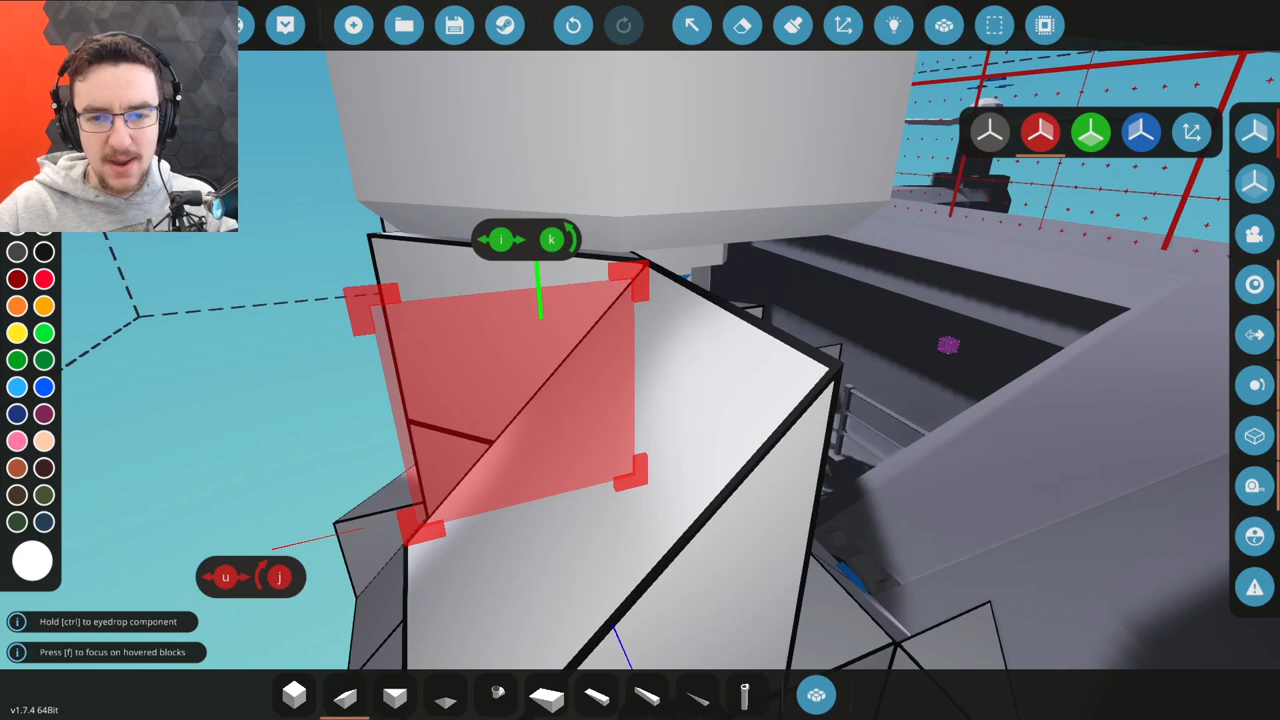 i k
u j
Hold [ctrl] to eyedrop component
Press [f] to focus on hovered blocks
v1.7.4 64Bit